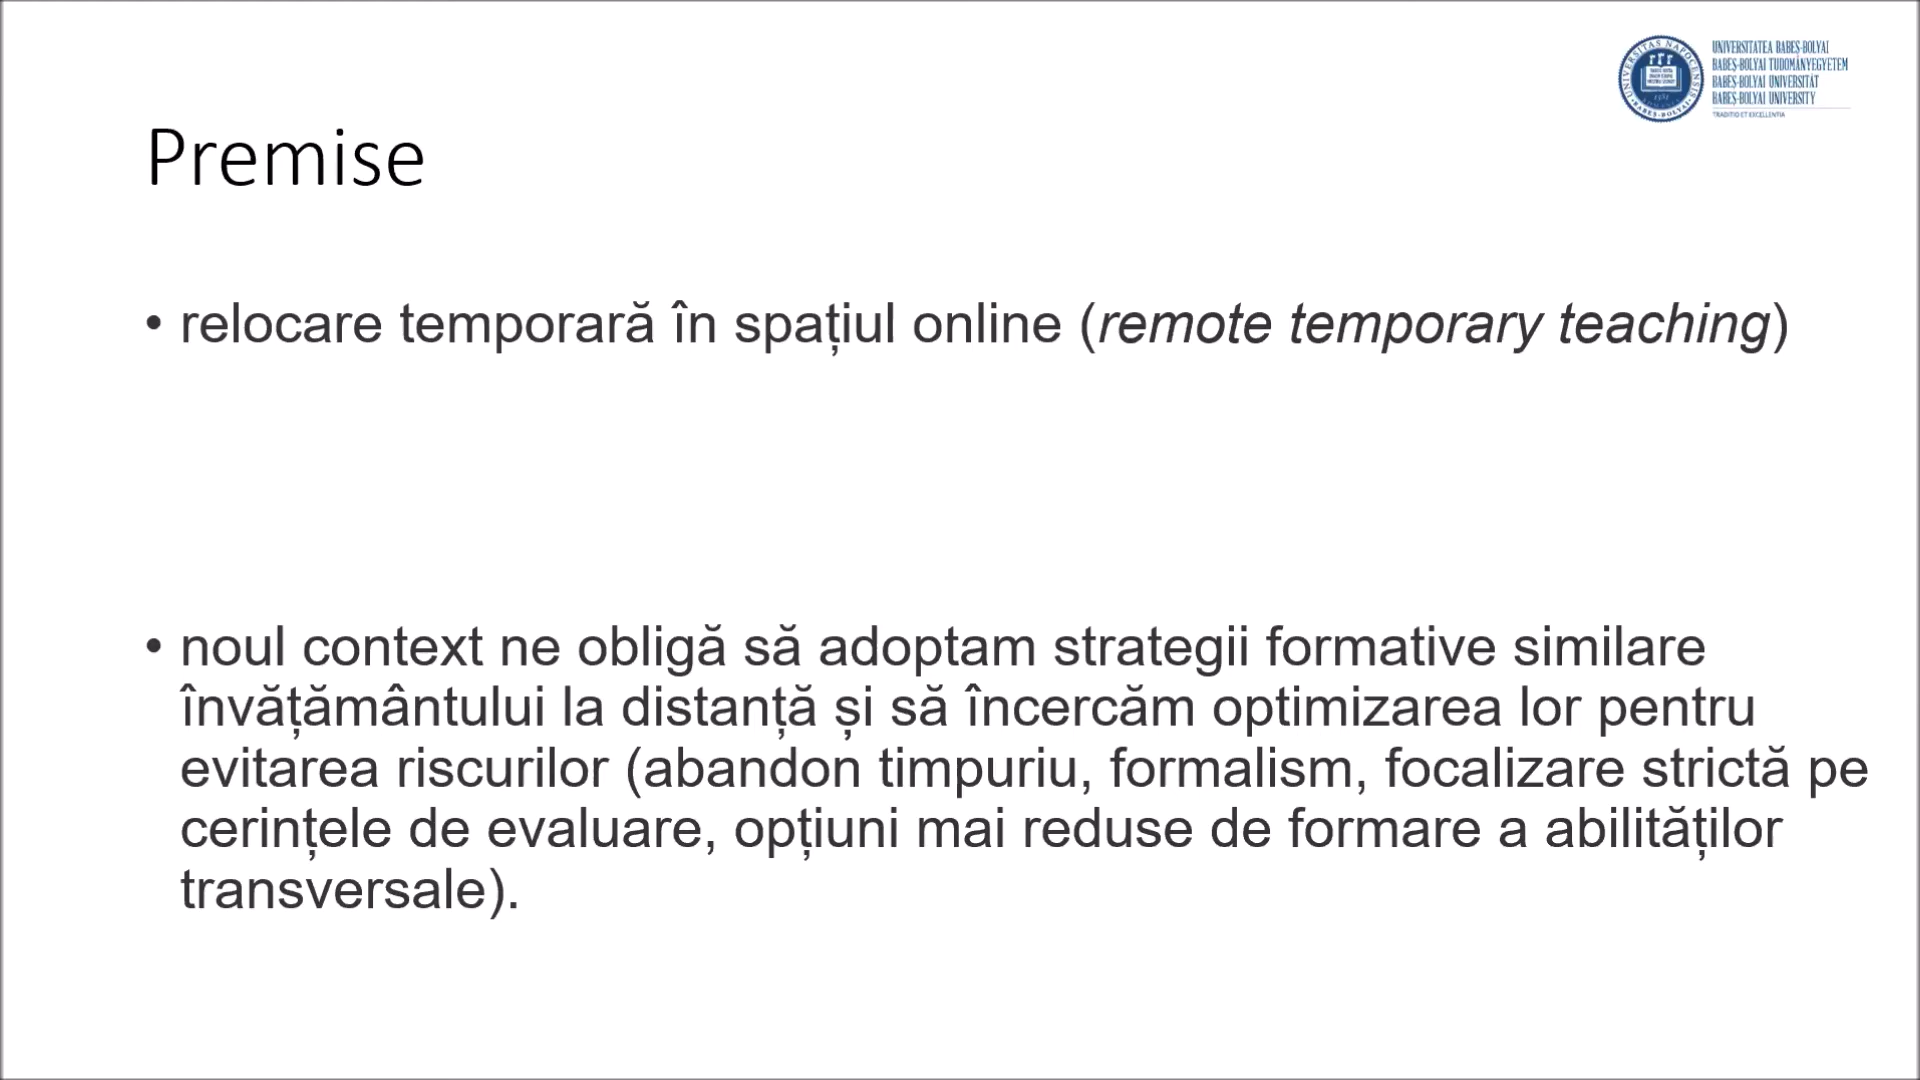 UNIVERSITATEA BABEȘ-BOLYAI
BABEȘ-BOLYAI TUDOMÁNYEGYETEM
BABEȘ-BOLYAI UNIVERSITÄT
BABEȘ-BOLYAI UNIVERSITY
TRADITIO ET EXCELLENTIA
Premise
• relocare temporară în spațiul online (remote temporary teaching)
• noul context ne obligă să adoptam strategii formative similare
învățământului la distanță și să încercăm optimizarea lor pentru
evitarea riscurilor (abandon timpuriu, formalism, focalizare strictă pe
cerințele de evaluare, opțiuni mai reduse de formare a abilităților
transversale).